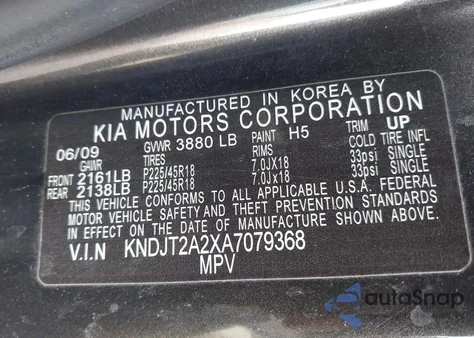 MANUFACTURED IN KOREA BY
KIA MOTORS CORPORATION
06/09 GVWR 3880 LB PAINT H5 TRIM UP
GAWR TIRES RIMS COLD TIRE INFL
FRONT 2161LB P225/45R18 7.0JX18 33psi SINGLE
REAR 2138LB P225/45R18 7.0JX18 33psi SINGLE
THIS VEHICLE CONFORMS TO ALL APPLICABLE U.S.A. FEDERAL
MOTOR VEHICLE SAFETY AND THEFT PREVENTION STANDARDS IN
EFFECT ON THE DATE OF MANUFACTURE SHOWN ABOVE.
V.I.N KNDJT2A2XA7079368
MPV
autoSnap